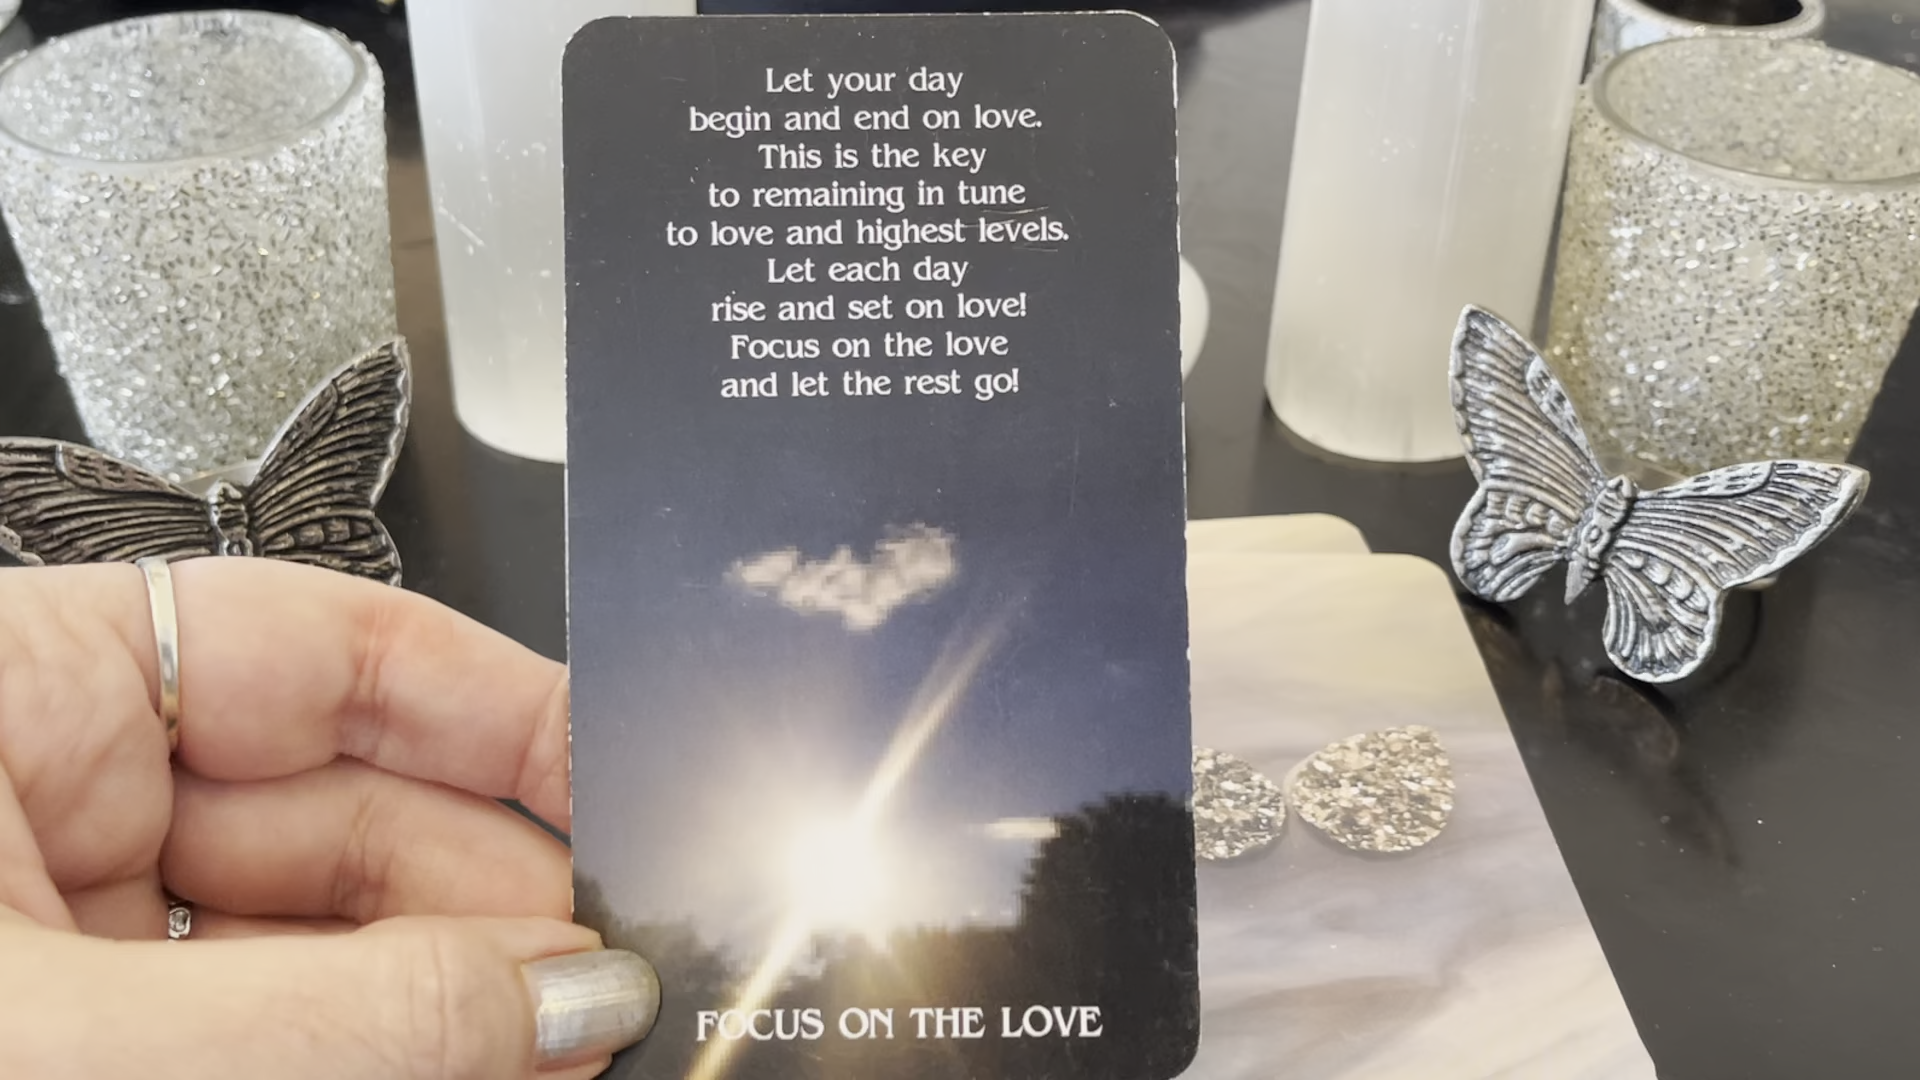 Let your day
begin and end on love.
This is the key
to remaining in tune
to love and highest levels.
Let each day
rise and set on love!
Focus on the love
and let the rest go!
FOCUS ON THE LOVE